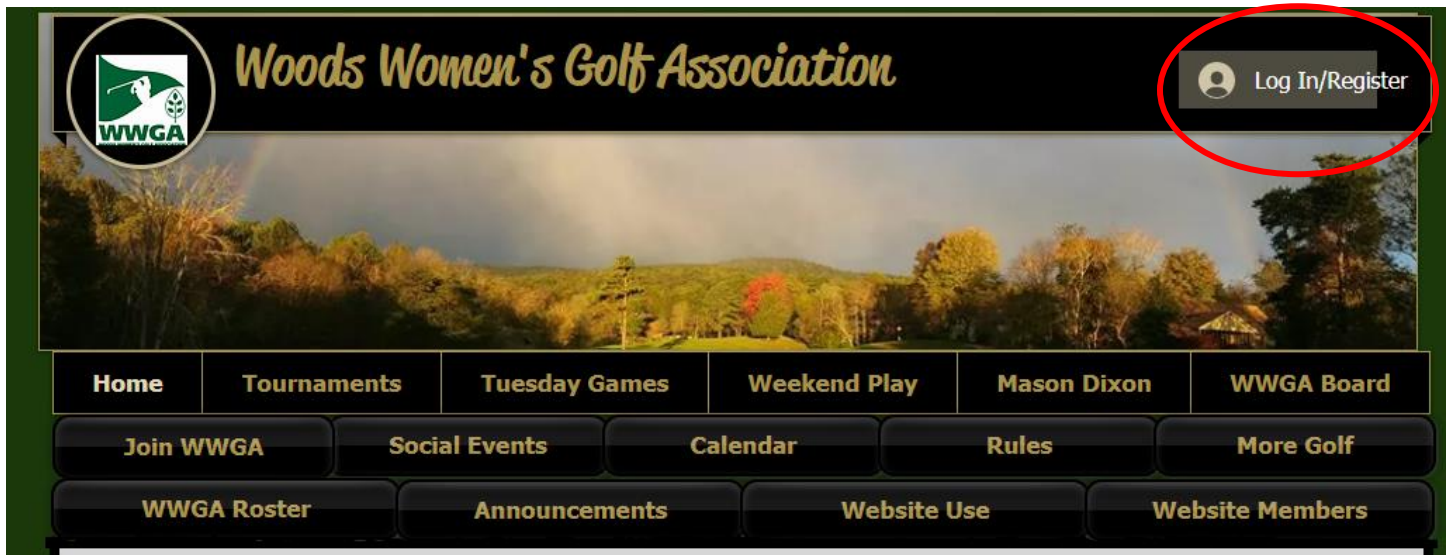 Woods Women's Golf Association
Log In/Register
WWGA
Home Tournaments Tuesday Games Weekend Play Mason Dixon WWGA Board
Join WWGA Social Events Calendar Rules More Golf
WWGA Roster Announcements Website Use Website Members